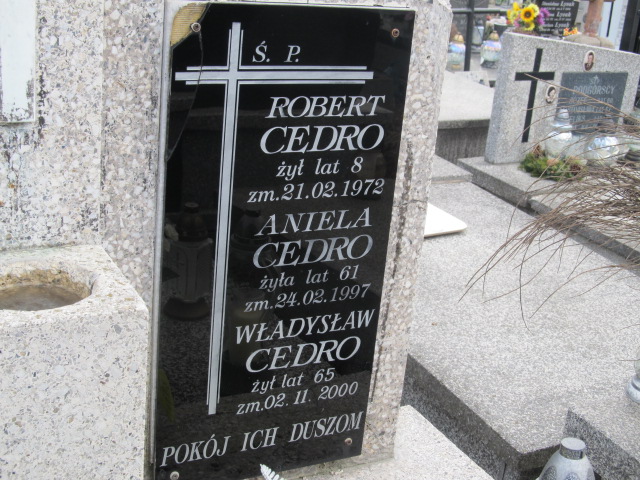 Ś. P.
ROBERT
CEDRO
żył lat 8
zm.21.02.1972
ANIELA
CEDRO
żyła lat 61
zm.24.02.1997
WŁADYSŁAW
CEDRO
żył lat 65
zm.02.11.2000
POKÓJ ICH DUSZOM
PODGÓRSCY